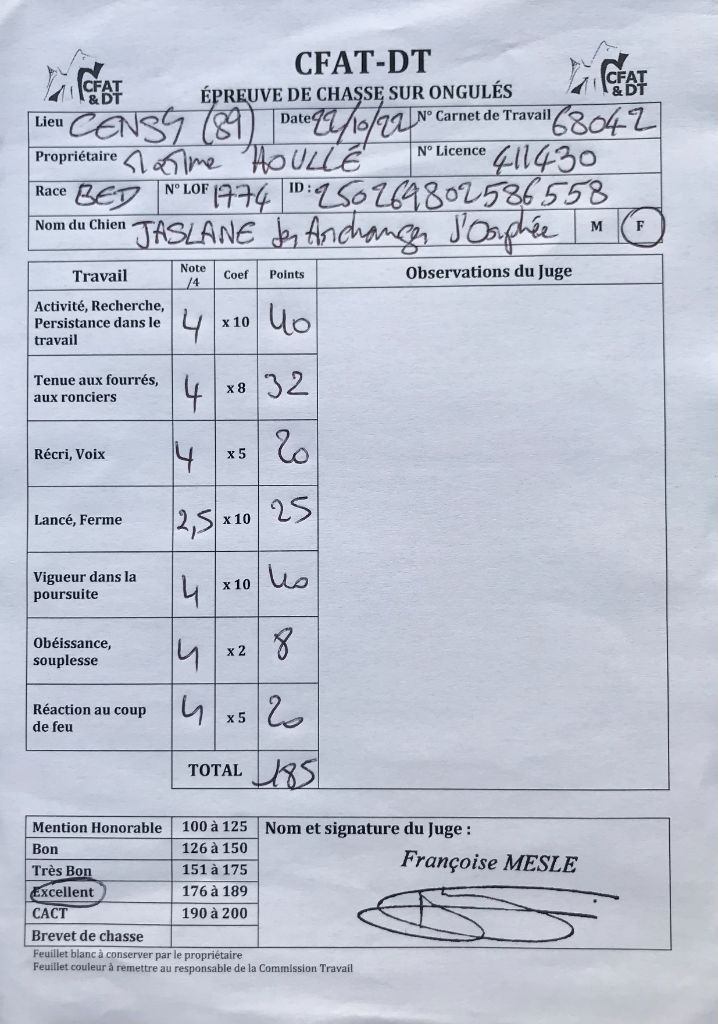 CFAT & DT
CFAT-DT
CFAT & DT
ÉPREUVE DE CHASSE SUR ONGULÉS
Lieu CENSY (89) Date 22/10/22 N° Carnet de Travail 68042
Propriétaire Maxime HOULLÉ N° Licence 411430
Race BED N° LOF 1774 ID : 250269802586558
Nom du Chien JASLANE des Archanges d'Orphée M F
Travail Note /4 Coef Points Observations du Juge
Activité, Recherche, Persistance dans le travail 4 x 10 40
Tenue aux fourrés, aux ronciers 4 x 8 32
Récri, Voix 4 x 5 20
Lancé, Ferme 2,5 x 10 25
Vigueur dans la poursuite 4 x 10 40
Obéissance, souplesse 4 x 2 8
Réaction au coup de feu 4 x 5 20
TOTAL 185
Mention Honorable 100 à 125 Nom et signature du Juge :
Bon 126 à 150
Très Bon 151 à 175 Françoise MESLE
Excellent 176 à 189
CACT 190 à 200
Brevet de chasse
Feuillet blanc à conserver par le propriétaire
Feuillet couleur à remettre au responsable de la Commission Travail